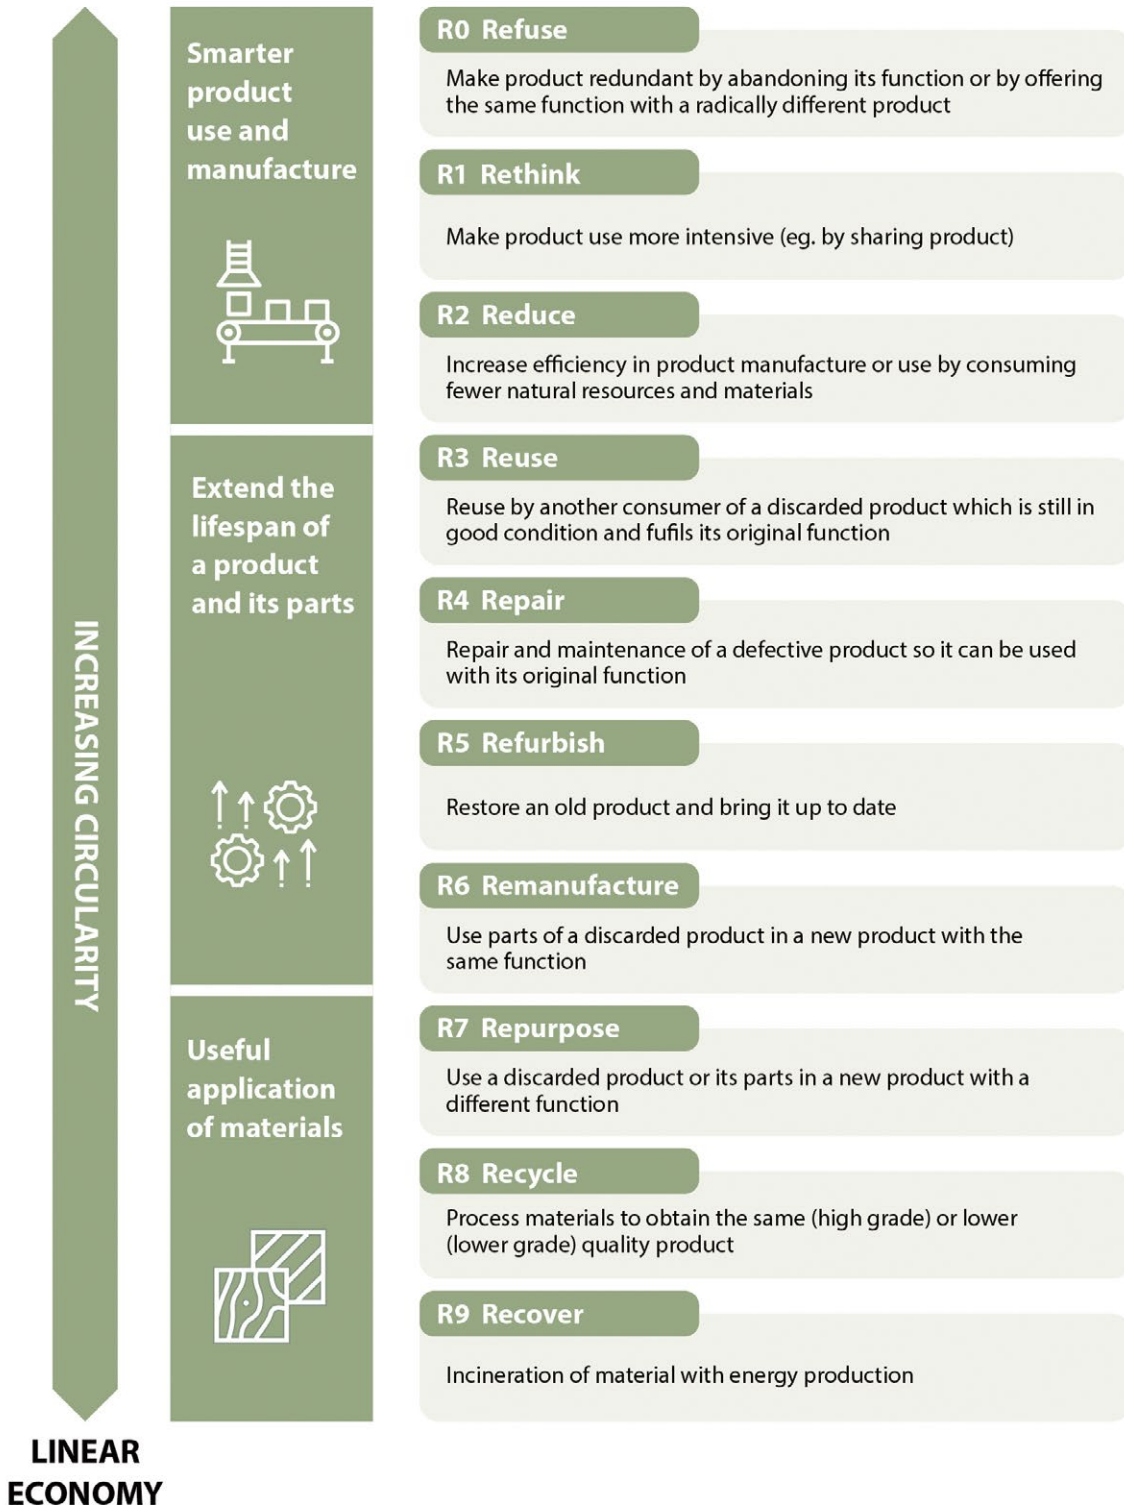 Smarter
product
use and
manufacture
R0 Refuse
Make product redundant by abandoning its function or by offering
the same function with a radically different product
R1 Rethink
Make product use more intensive (eg. by sharing product)
R2 Reduce
Increase efficiency in product manufacture or use by consuming
fewer natural resources and materials
Extend the
lifespan of
a product
and its parts
R3 Reuse
Reuse by another consumer of a discarded product which is still in
good condition and fufils its original function
R4 Repair
Repair and maintenance of a defective product so it can be used
with its original function
R5 Refurbish
Restore an old product and bring it up to date
R6 Remanufacture
Use parts of a discarded product in a new product with the
same function
Useful
application
of materials
R7 Repurpose
Use a discarded product or its parts in a new product with a
different function
R8 Recycle
Process materials to obtain the same (high grade) or lower
(lower grade) quality product
R9 Recover
Incineration of material with energy production
INCREASING CIRCULARITY
LINEAR
ECONOMY